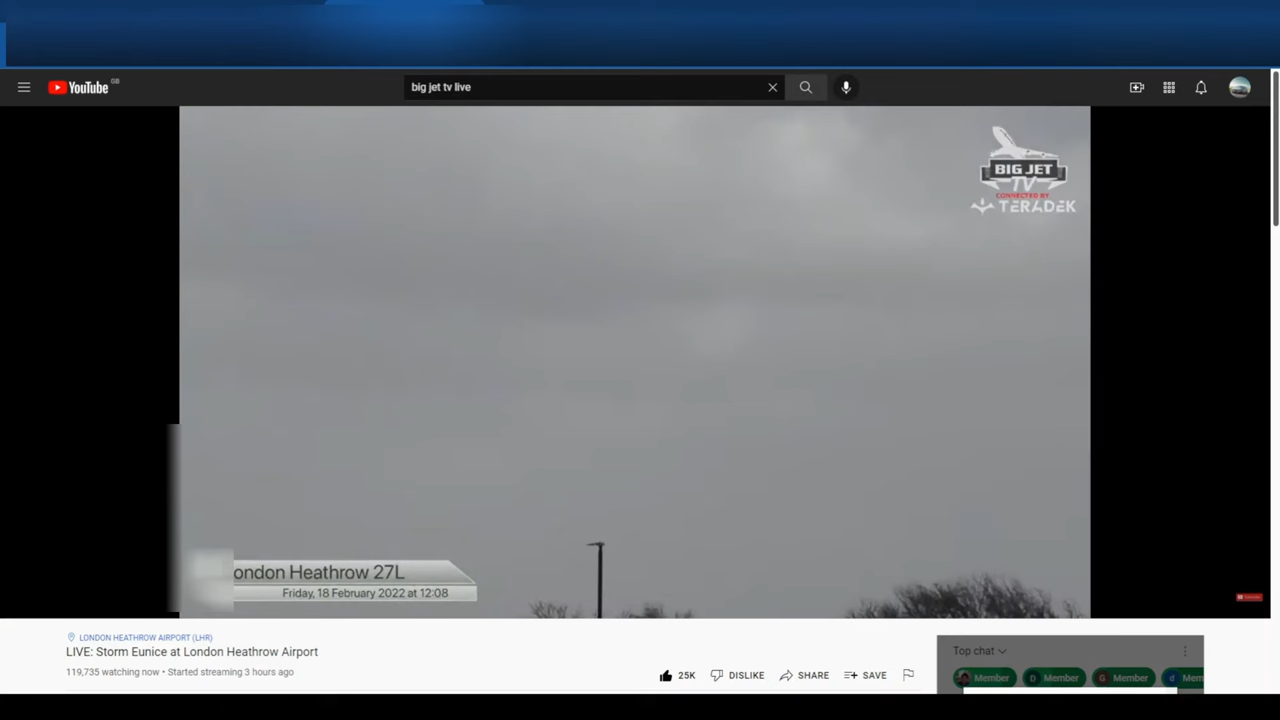 YouTube GB
big jet tv live
BIG JET
TV
CONNECTED BY
TERADEK
ondon Heathrow 27L
Friday, 18 February 2022 at 12:08
LONDON HEATHROW AIRPORT (LHR)
LIVE: Storm Eunice at London Heathrow Airport
119,735 watching now • Started streaming 3 hours ago
25K DISLIKE SHARE SAVE
Top chat
Member D Member G Member d Mem